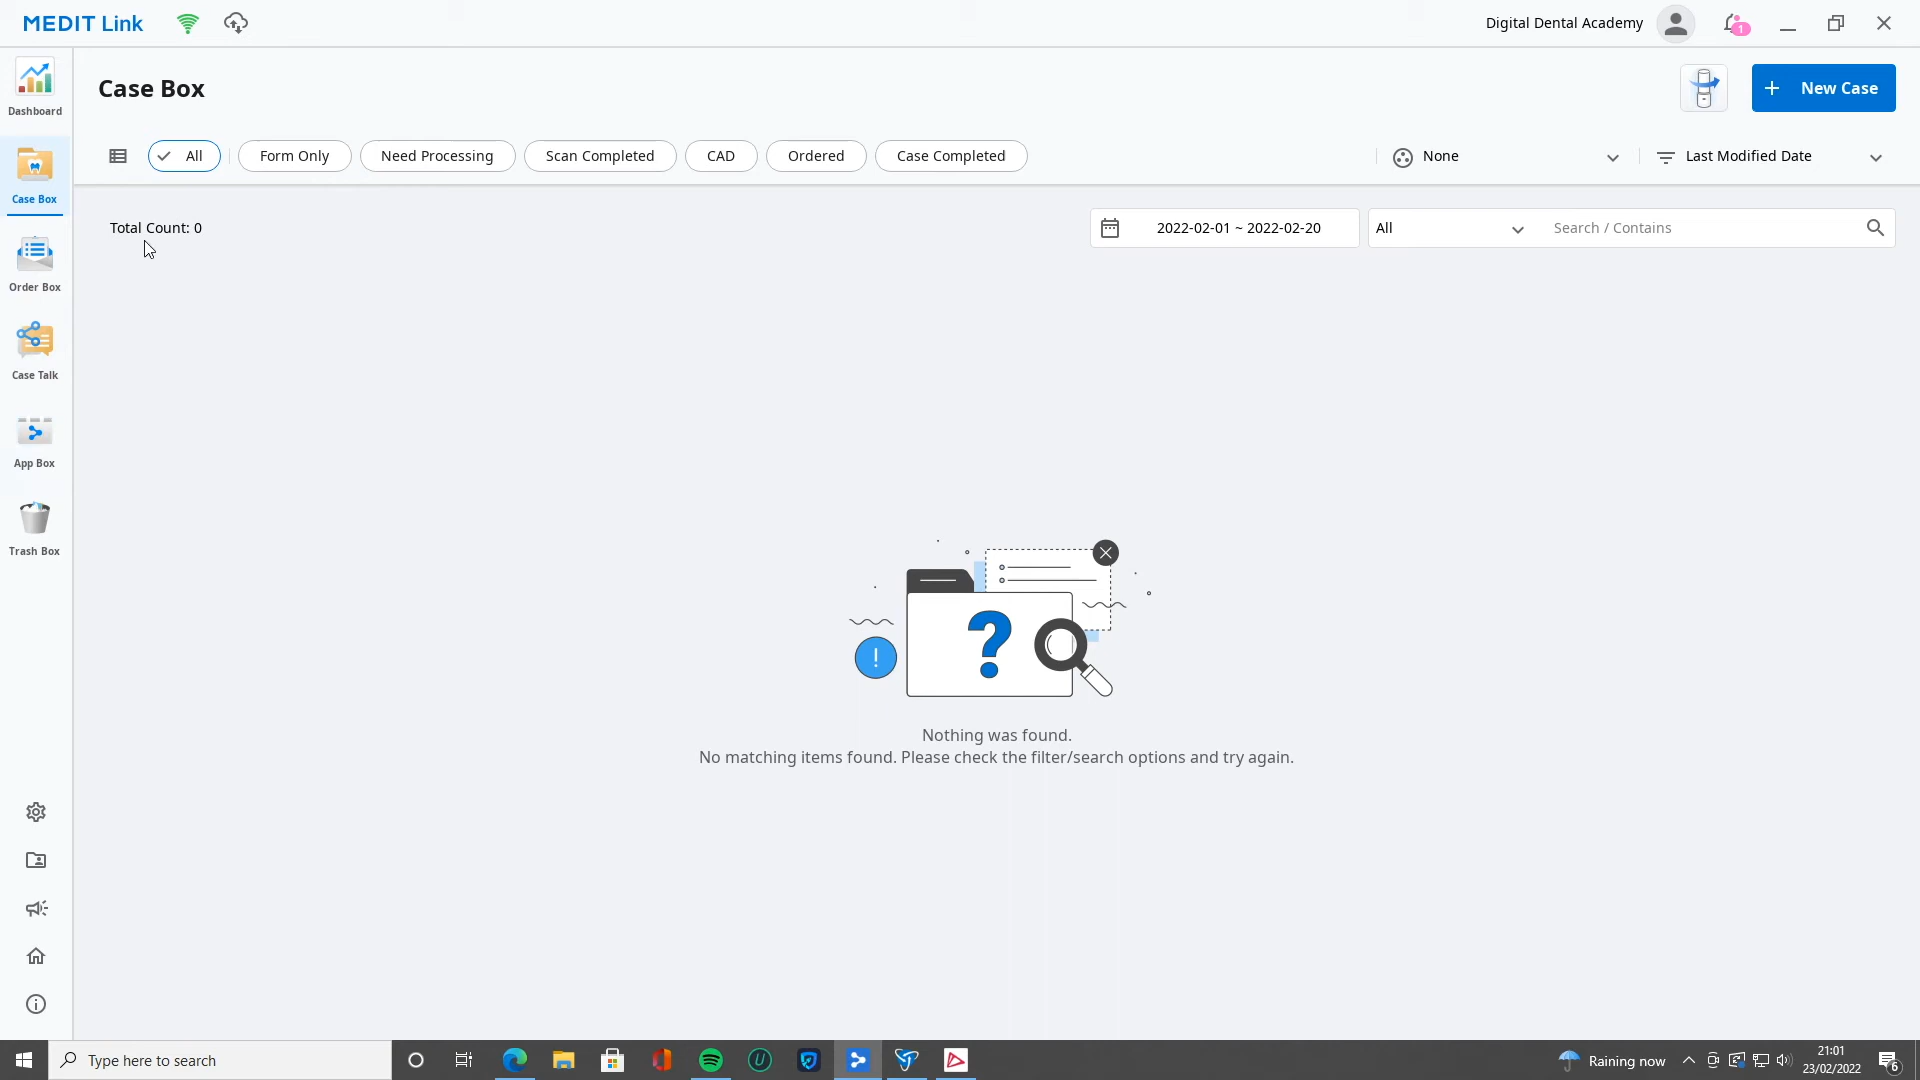 MEDIT Link
Digital Dental Academy
1
Dashboard
Case Box
Order Box
Case Talk
App Box
Trash Box
Case Box
New Case
All
Form Only
Need Processing
Scan Completed
CAD
Ordered
Case Completed
None
Last Modified Date
Total Count: 0
2022-02-01 ~ 2022-02-20
All
Search / Contains
?
!
Nothing was found.
No matching items found. Please check the filter/search options and try again.
Type here to search
Raining now
21:01
23/02/2022
6